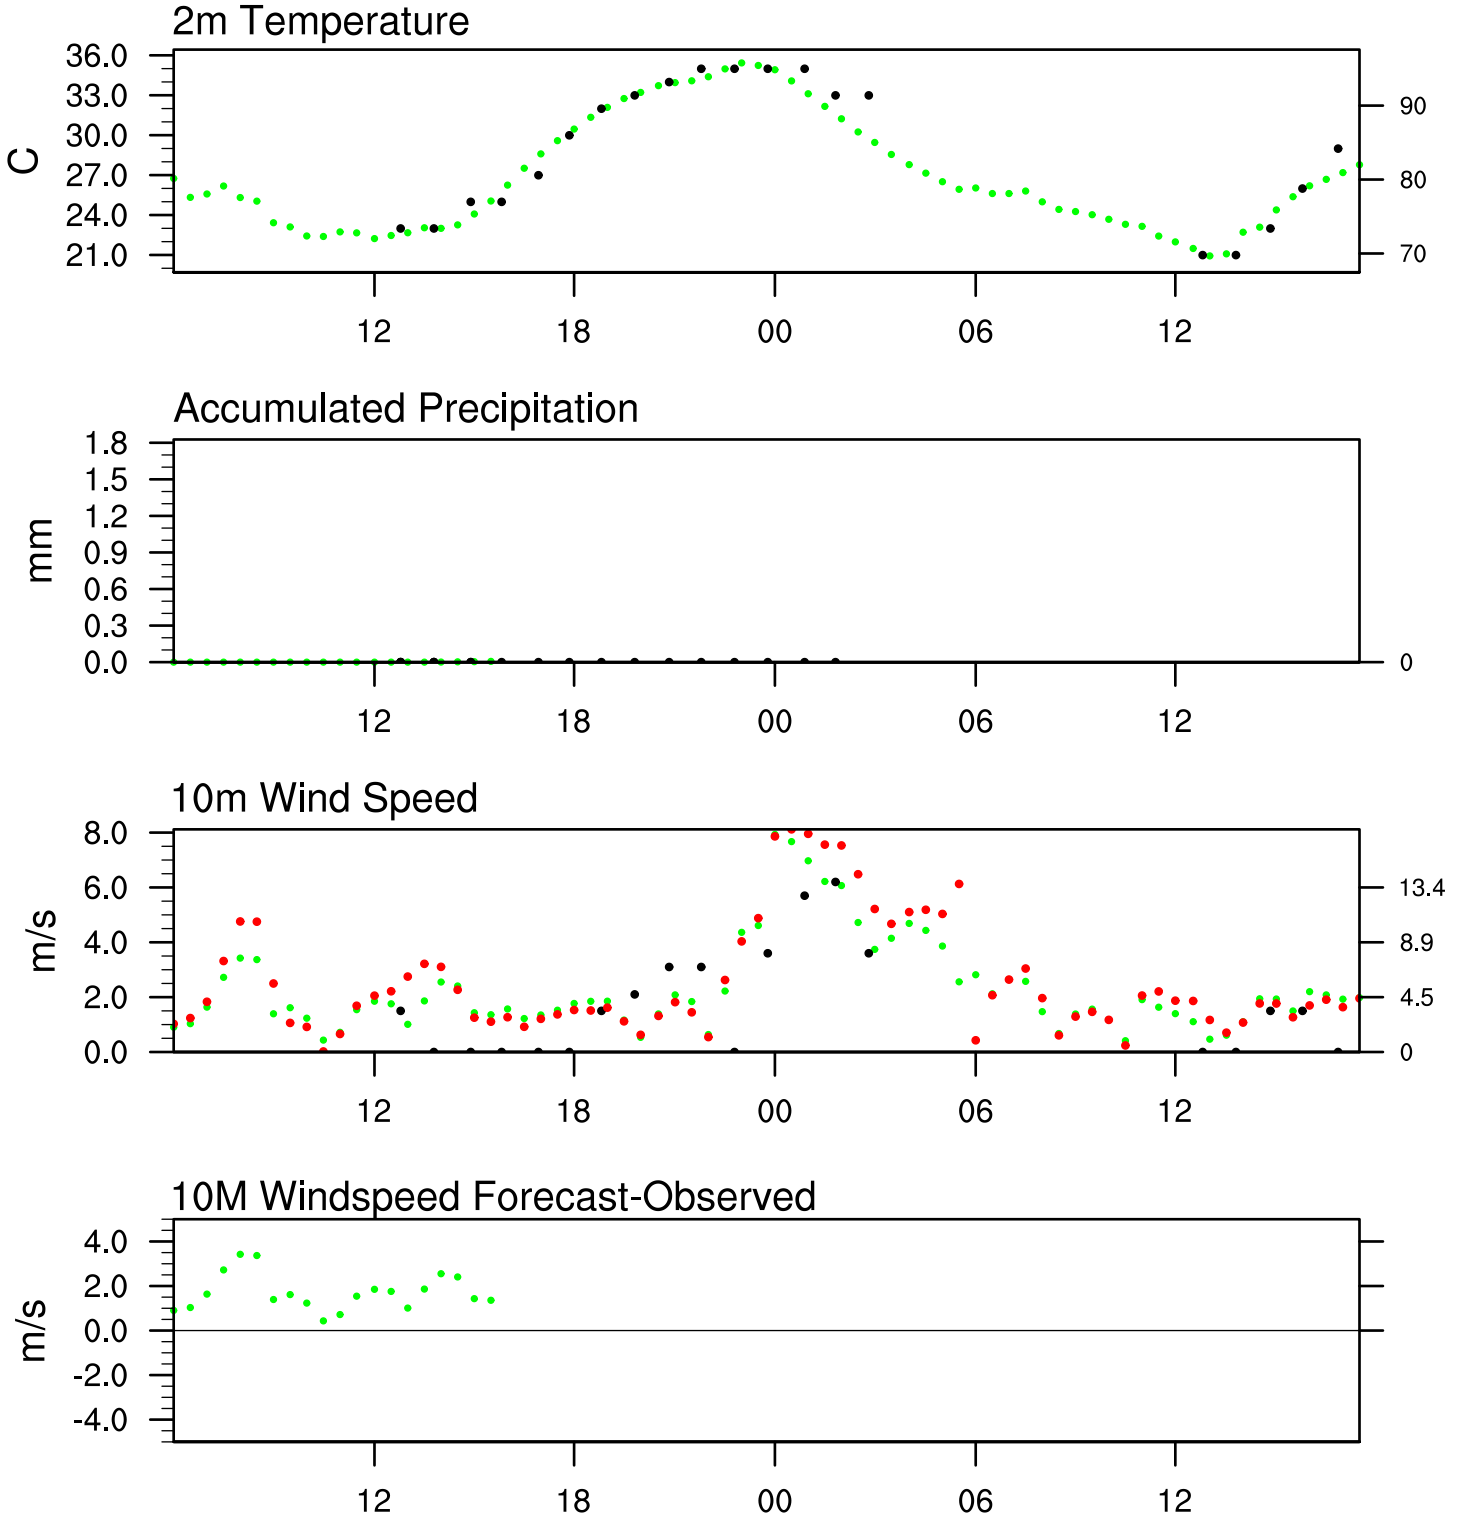 2m Temperature
36.0
33.0
30.0
27.0
24.0
21.0
C
90
80
70
12 18 00 06 12
Accumulated Precipitation
1.8
1.5
1.2
0.9
0.6
0.3
0.0
mm
0
12 18 00 06 12
10m Wind Speed
8.0
6.0
4.0
2.0
0.0
m/s
13.4
8.9
4.5
0
12 18 00 06 12
10M Windspeed Forecast-Observed
4.0
2.0
0.0
-2.0
-4.0
m/s
12 18 00 06 12